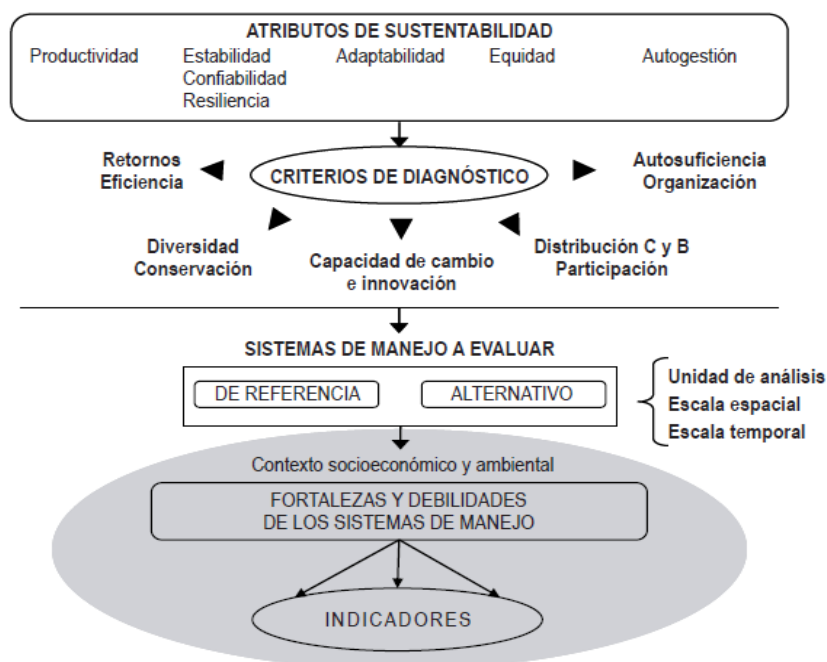 ATRIBUTOS DE SUSTENTABILIDAD
Productividad
Estabilidad
Confiabilidad
Resiliencia
Adaptabilidad
Equidad
Autogestión
Retornos
Eficiencia
CRITERIOS DE DIAGNÓSTICO
Autosuficiencia
Organización
Diversidad
Conservación
Capacidad de cambio
e innovación
Distribución C y B
Participación
SISTEMAS DE MANEJO A EVALUAR
DE REFERENCIA
ALTERNATIVO
Unidad de análisis
Escala espacial
Escala temporal
Contexto socioeconómico y ambiental
FORTALEZAS Y DEBILIDADES
DE LOS SISTEMAS DE MANEJO
INDICADORES